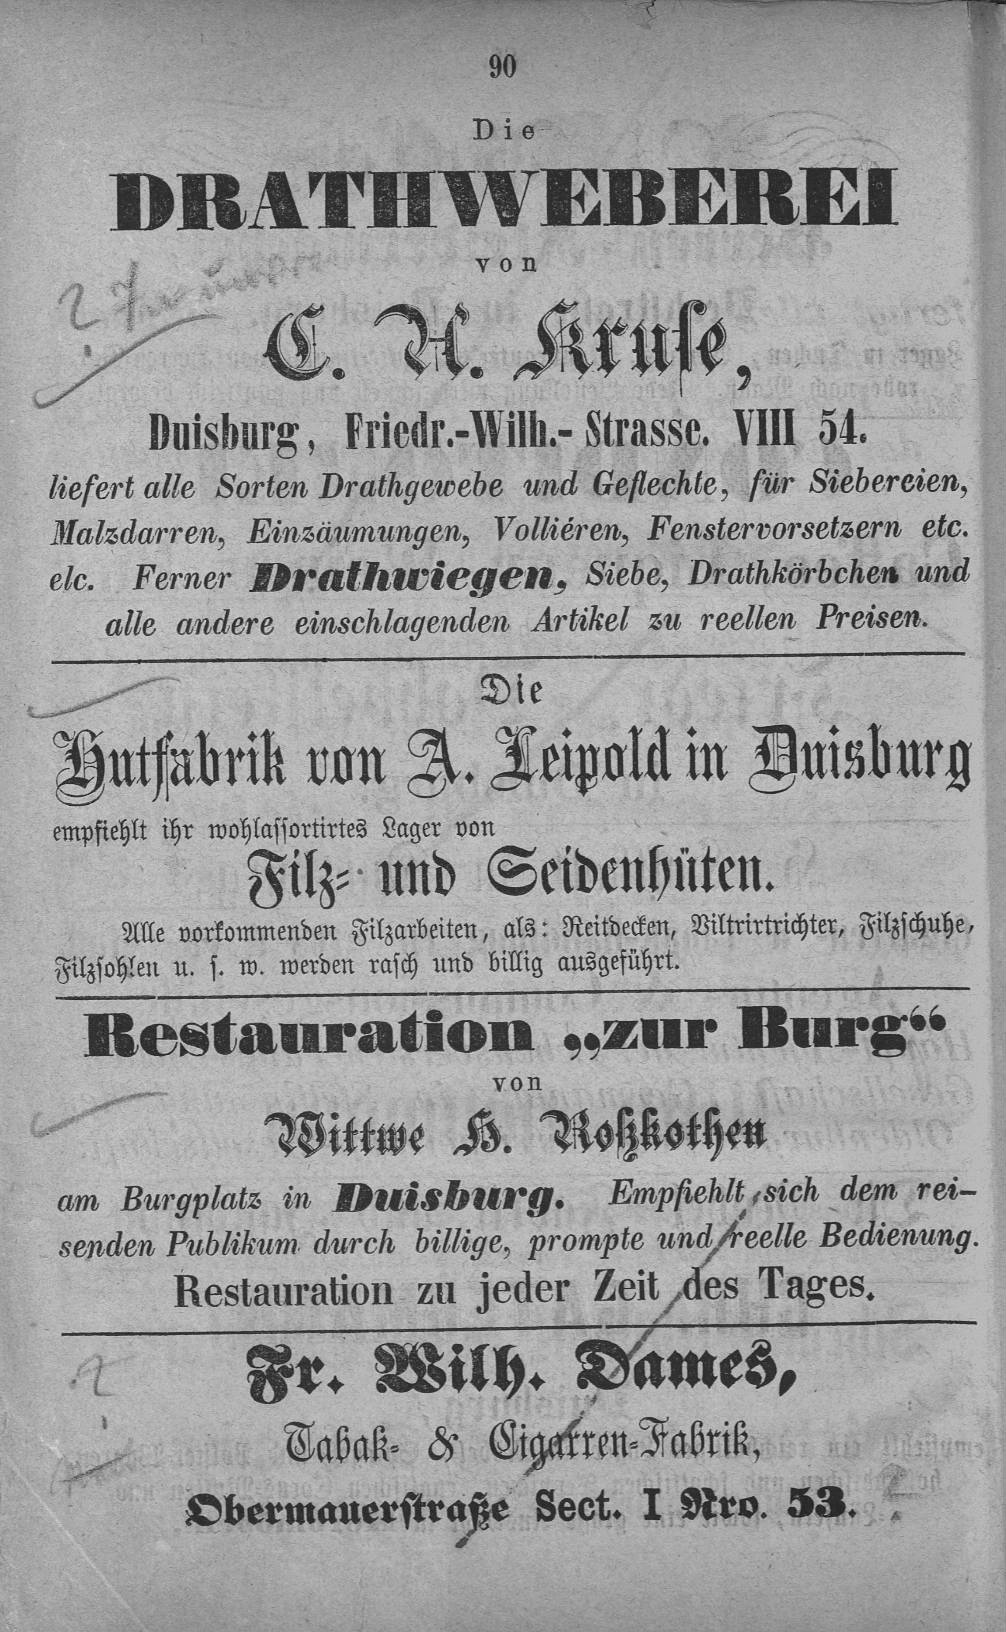 90
Die
DRATHWEBEREI
von
C. A. Kruse,
Duisburg, Friedr.-Wilh.- Strasse. VIII 54.
liefert alle Sorten Drathgewebe und Geflechte, für Siebereien,
Malzdarren, Einzäumungen, Volliéren, Fenstervorsetzern etc.
etc. Ferner Drathwiegen, Siebe, Drathkörbchen und
alle andere einschlagenden Artikel zu reellen Preisen.
Die
Hutfabrik von A. Leipold in Duisburg
empfiehlt ihr wohlassortirtes Lager von
Filz- und Seidenhüten.
Alle vorkommenden Filzarbeiten, als: Reitdecken, Viltrirtrichter, Filzschuhe,
Filzsohlen u. s. w. werden rasch und billig ausgeführt.
Restauration „zur Burg“
von
Wittwe H. Roßkothen
am Burgplatz in Duisburg. Empfiehlt sich dem rei-
senden Publikum durch billige, prompte und reelle Bedienung.
Restauration zu jeder Zeit des Tages.
Fr. Wilh. Dames,
Tabak- & Cigarren-Fabrik,
Obermauerstraße Sect. I Nro. 53.